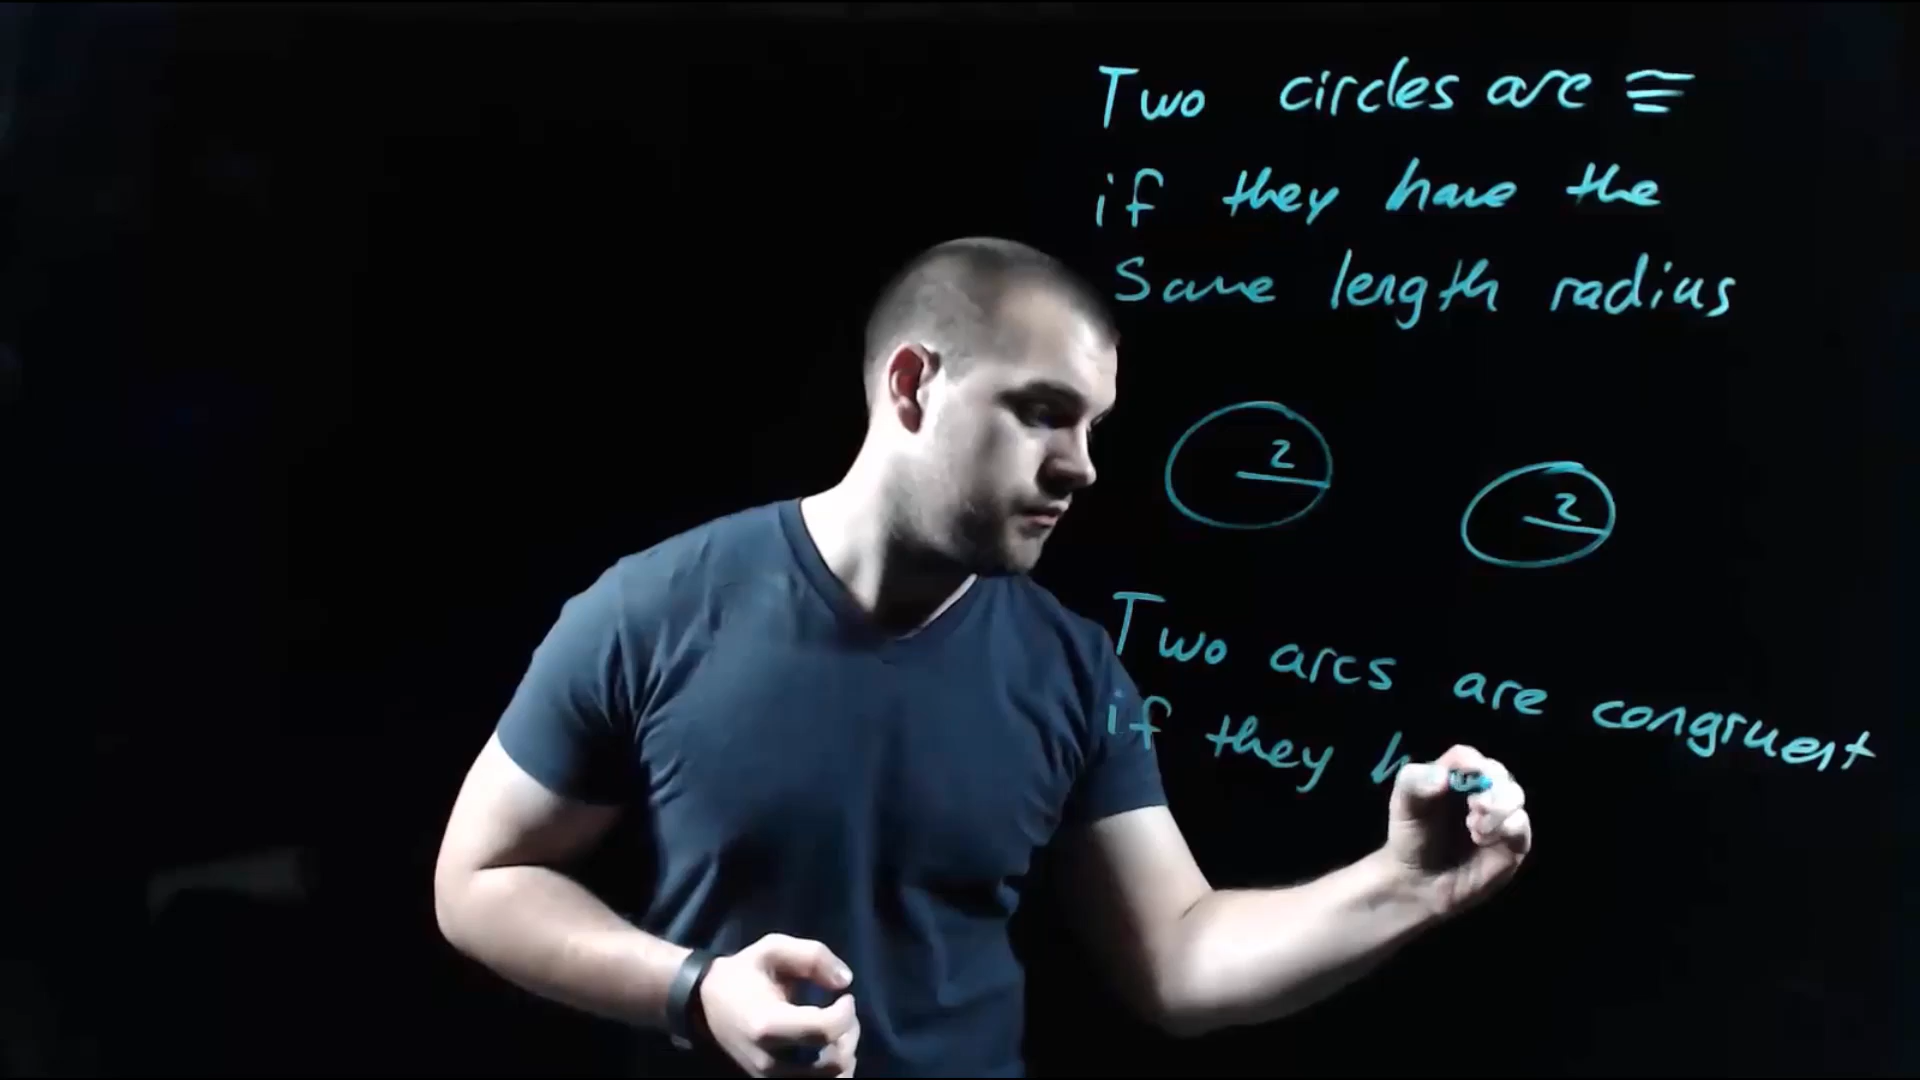 Two circles are ≅
if they have the
Same length radius
2
2
Two arcs are congruent
if they